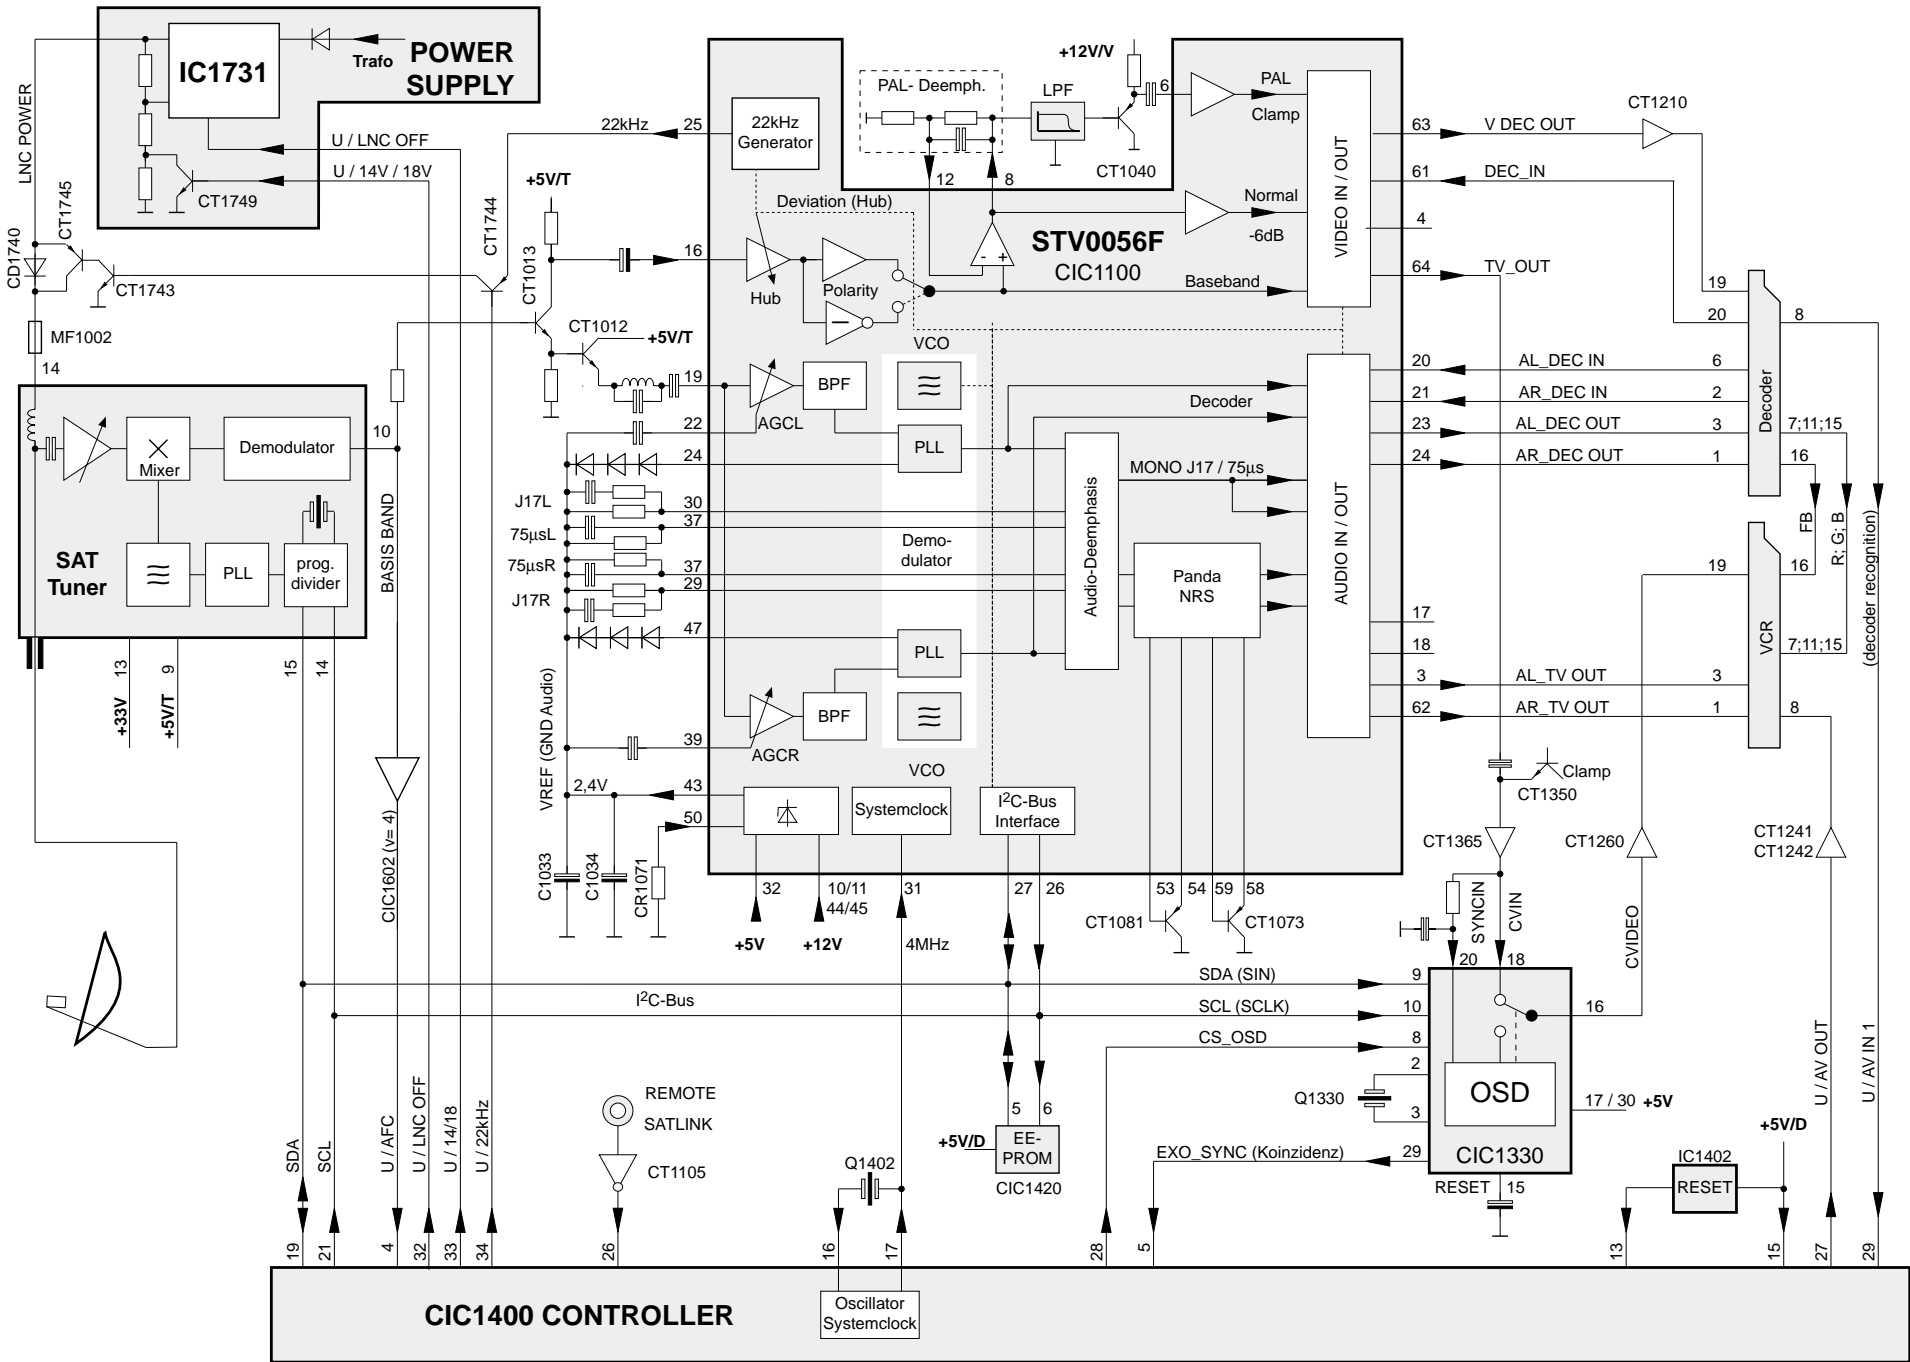 IC1731
Trafo
POWER
SUPPLY
LNC POWER
U / LNC OFF
U / 14V / 18V
CT1749
CT1745
CD1740
CT1743
CT1744
MF1002
14
SAT
Tuner
Mixer
Demodulator
10
PLL
prog.
divider
13
9
15
14
+33V
+5V/T
BASIS BAND
CIC1602 (v= 4)
22kHz
25
22kHz
Generator
+5V/T
CT1013
CT1012
+5V/T
16
Hub
Polarity
Deviation (Hub)
+12V/V
PAL- Deemph.
LPF
6
PAL
Clamp
CT1040
12
8
Normal
-6dB
-
+
STV0056F
CIC1100
Baseband
VIDEO IN / OUT
63
V DEC OUT
CT1210
61
DEC_IN
4
64
TV_OUT
19
20
8
19
AGCL
BPF
VCO
22
24
PLL
Decoder
J17L
30
37
75µsL
75µsR
37
29
J17R
47
Demo-
dulator
Audio-Deemphasis
MONO J17 / 75µs
Panda
NRS
AUDIO IN / OUT
20
AL_DEC IN
6
21
AR_DEC IN
2
23
AL_DEC OUT
3
24
AR_DEC OUT
1
Decoder
7;11;15
16
FB
R; G; B
(decoder recognition)
PLL
BPF
AGCR
VCO
39
VREF (GND Audio)
2,4V
43
50
C1033
C1034
CR1071
32
+5V
10/11
44/45
+12V
Systemclock
31
4MHz
I2C-Bus
Interface
27
26
53
54
59
58
CT1081
CT1073
17
18
3
AL_TV OUT
3
62
AR_TV OUT
1
19
16
VCR
7;11;15
8
Clamp
CT1350
CT1365
CT1260
CT1241
CT1242
SYNCIN
CVIN
CVIDEO
20
18
SDA (SIN)
9
I2C-Bus
SCL (SCLK)
10
CS_OSD
8
2
Q1330
3
EXO_SYNC (Koinzidenz)
29
OSD
CIC1330
16
17 / 30
+5V
RESET
15
U / AV OUT
U / AV IN 1
5
6
+5V/D
EE-
PROM
CIC1420
REMOTE
SATLINK
CT1105
Q1402
IC1402
RESET
+5V/D
SDA
SCL
U / AFC
U / LNC OFF
U / 14/18
U / 22kHz
19
21
4
32
33
34
26
16
17
28
5
13
15
27
29
CIC1400 CONTROLLER
Oscillator
Systemclock